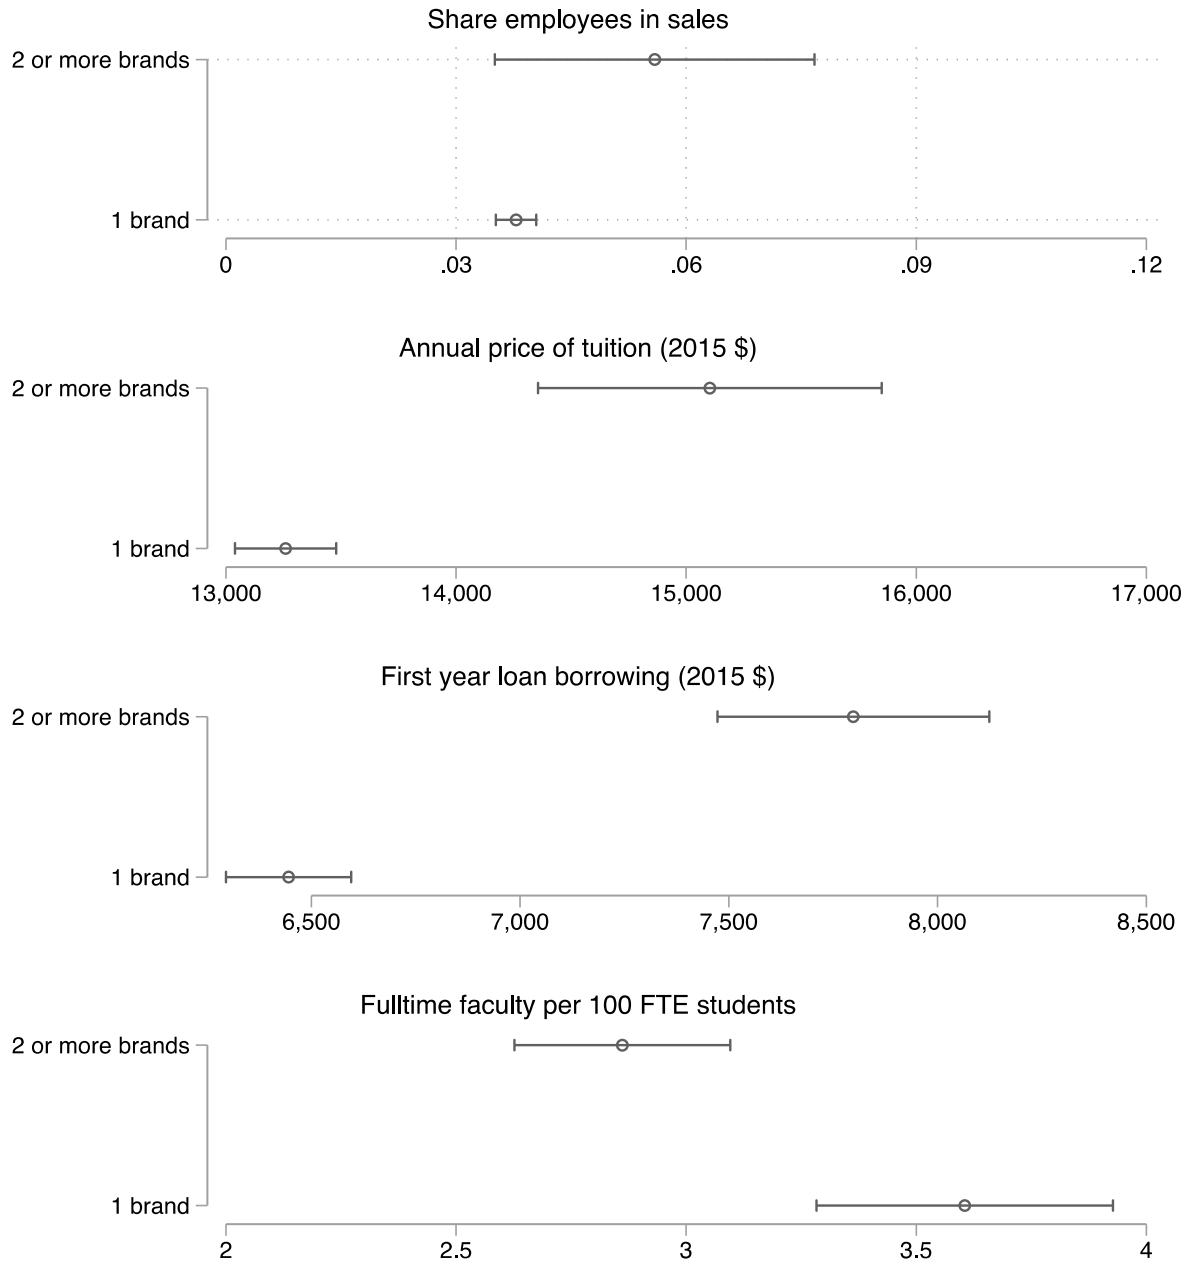 Share employees in sales
2 or more brands
1 brand
0 .03 .06 .09 .12
Annual price of tuition (2015 $)
2 or more brands
1 brand
13,000 14,000 15,000 16,000 17,000
First year loan borrowing (2015 $)
2 or more brands
1 brand
6,500 7,000 7,500 8,000 8,500
Fulltime faculty per 100 FTE students
2 or more brands
1 brand
2 2.5 3 3.5 4